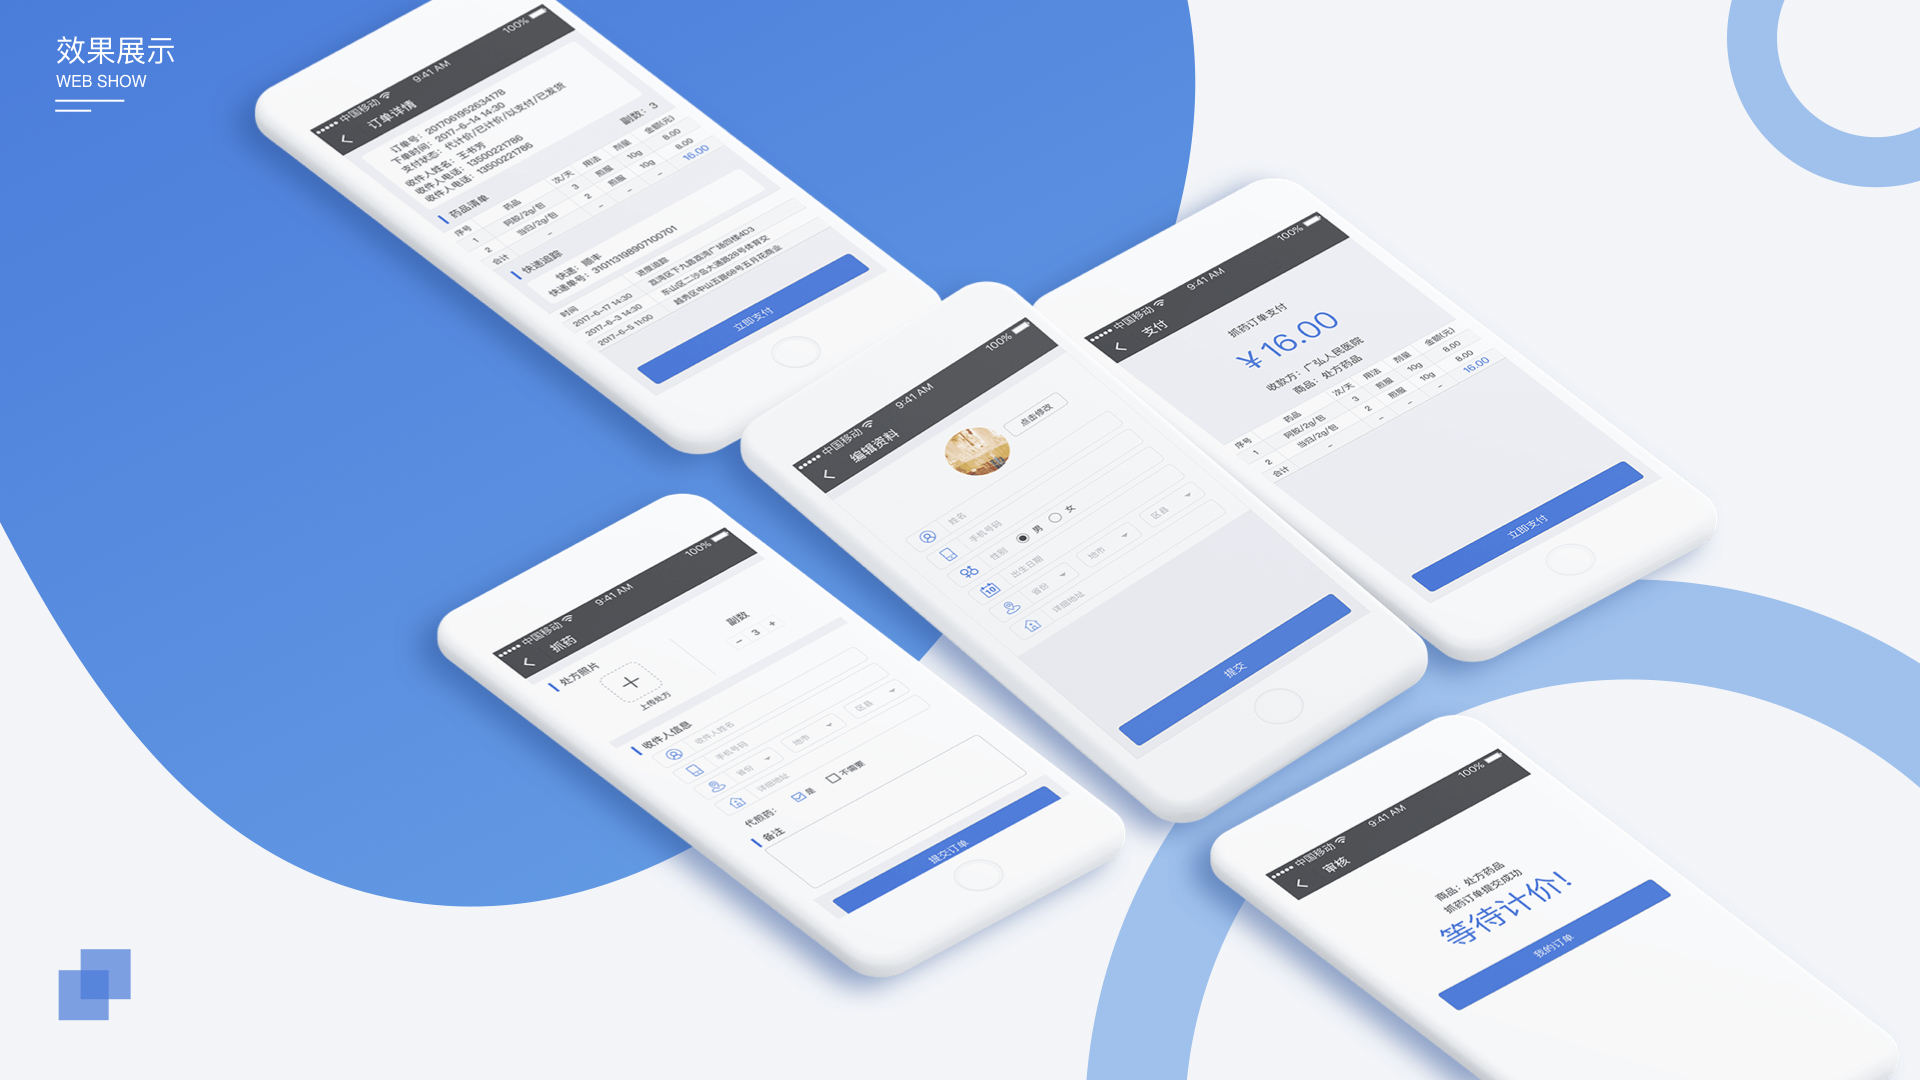 效果展示
WEB SHOW
中国移动
9:41 AM
100%
订单详情
订单号：2017061952634178
下单时间：2017-6-14 14:30
支付状态：代计价/已计价/以支付/已发货
收件人姓名：王书芳
收件人电话：13500221786
收件人电话：13500221786
药品清单
副数：3
序号 药品 次/天 用法 剂量 金额(元)
1 阿胶/2g/包 3 煎服 10g 8.00
2 当归/2g/包 2 煎服 10g 8.00
合计 – – – – 16.00
快递追踪
快递：顺丰
快递单号：310113198907100701
时间 进度追踪
2017-6-17 14:30 荔湾区下九路荔湾广场四楼4D3
2017-6-3 14:30 东山区二沙岛大通路28号体育交
2017-6-5 11:00 越秀区中山五路68号五月花商业
立即支付
中国移动
9:41 AM
100%
支付
抓药订单支付
¥16.00
收款方：广弘人民医院
商品：处方药品
序号 药品 次/天 用法 剂量 金额(元)
1 阿胶/2g/包 3 煎服 10g 8.00
2 当归/2g/包 2 煎服 10g 8.00
合计 – – – – 16.00
立即支付
中国移动
9:41 AM
100%
编辑资料
点击修改
姓名
手机号码
性别 男 女
10 出生日期
省份 地市 区县
详细地址
提交
中国移动
9:41 AM
100%
抓药
处方照片
副数
– 3 +
上传处方
收件人信息
收件人姓名
手机号码
省份 地市 区县
详细地址
代煎药： 是 不需要
备注
提交订单
中国移动
9:41 AM
100%
审核
商品：处方药品
抓药订单提交成功
等待计价!
我的订单